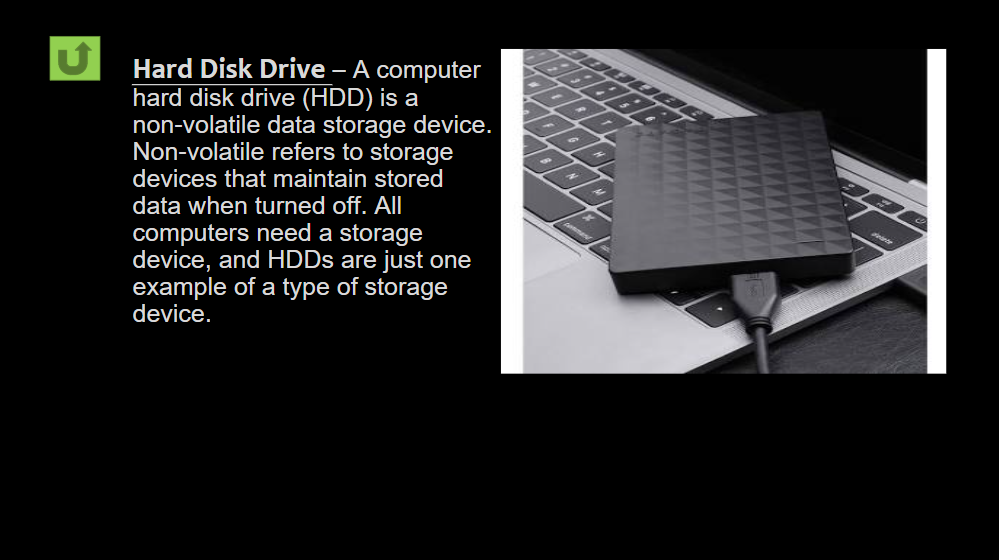 Hard Disk Drive – A computer
hard disk drive (HDD) is a
non-volatile data storage device.
Non-volatile refers to storage
devices that maintain stored
data when turned off. All
computers need a storage
device, and HDDs are just one
example of a type of storage
device.
F
G
H
B
N
M
command
delete